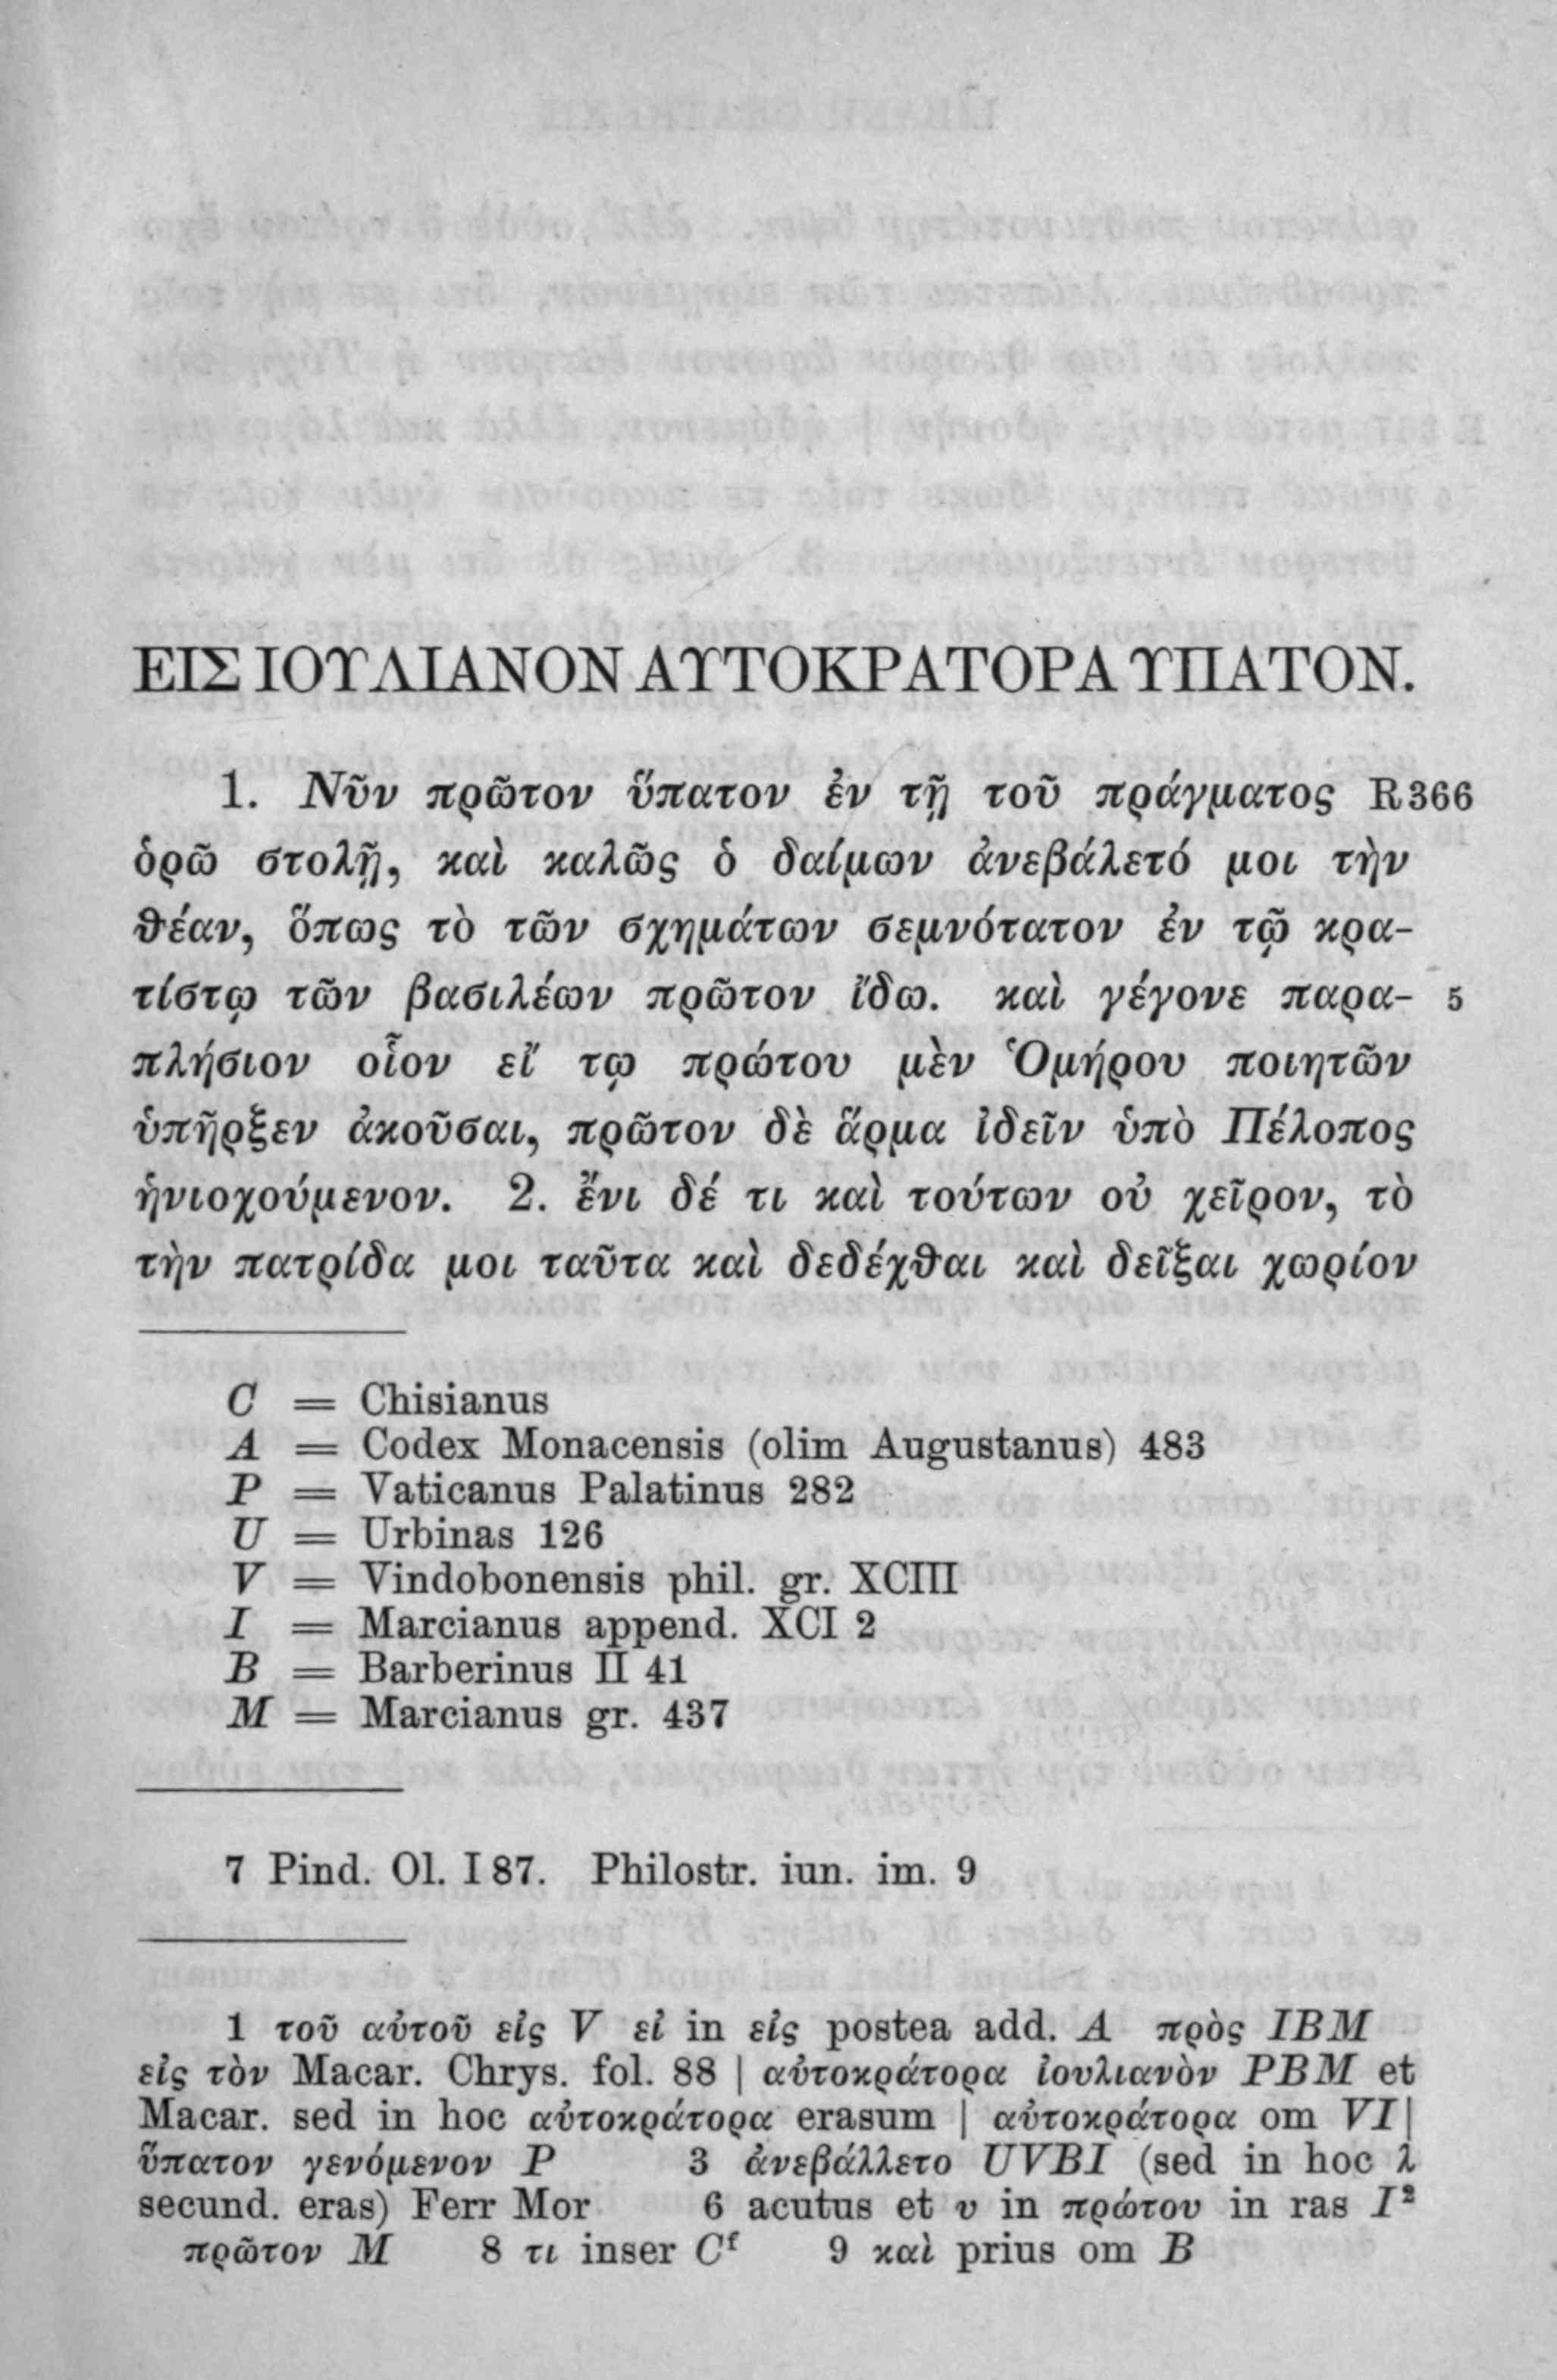 ΕΙΣ ΙΟΥΛΙΑΝΟΝ ΑΥΤΟΚΡΑΤΟΡΑ ΥΠΑΤΟΝ.
1. Νῦν πρῶτον ὕπατον ἐν τῇ τοῦ πράγματος R 366
ὁρῶ στολῇ, καὶ καλῶς ὁ δαίμων ἀνεβάλετό μοι τὴν
θέαν, ὅπως τὸ τῶν σχημάτων σεμνότατον ἐν τῷ κρα-
τίστῳ τῶν βασιλέων πρῶτον ἴδω. καὶ γέγονε παρα- 5
πλήσιον οἷον εἴ τῳ πρώτου μὲν Ὁμήρου ποιητῶν
ὑπῆρξεν ἀκοῦσαι, πρῶτον δὲ ἅρμα ἰδεῖν ὑπὸ Πέλοπος
ἡνιοχούμενον. 2. ἔνι δέ τι καὶ τούτων οὐ χεῖρον, τὸ
τὴν πατρίδα μοι ταῦτα καὶ δεδέχθαι καὶ δεῖξαι χωρίον
C = Chisianus
A = Codex Monacensis (olim Augustanus) 483
P = Vaticanus Palatinus 282
U = Urbinas 126
V = Vindobonensis phil. gr. XCIII
I = Marcianus append. XCI 2
B = Barberinus II 41
M = Marcianus gr. 437
7 Pind. Ol. I 87. Philostr. iun. im. 9
1 τοῦ αὐτοῦ εἰς V εἰ in εἰς postea add. A πρὸς IBM
εἰς τὸν Macar. Chrys. fol. 88 | αὐτοκράτορα ἰουλιανὸν PBM et
Macar. sed in hoc αὐτοκράτορα erasum | αὐτοκράτορα om VI |
ὕπατον γενόμενον P 3 ἀνεβάλλετο UVBI (sed in hoc λ
secund. eras) Ferr Mor 6 acutus et υ in πρώτου in ras I²
πρῶτον M 8 τι inser Cᶠ 9 καὶ prius om B